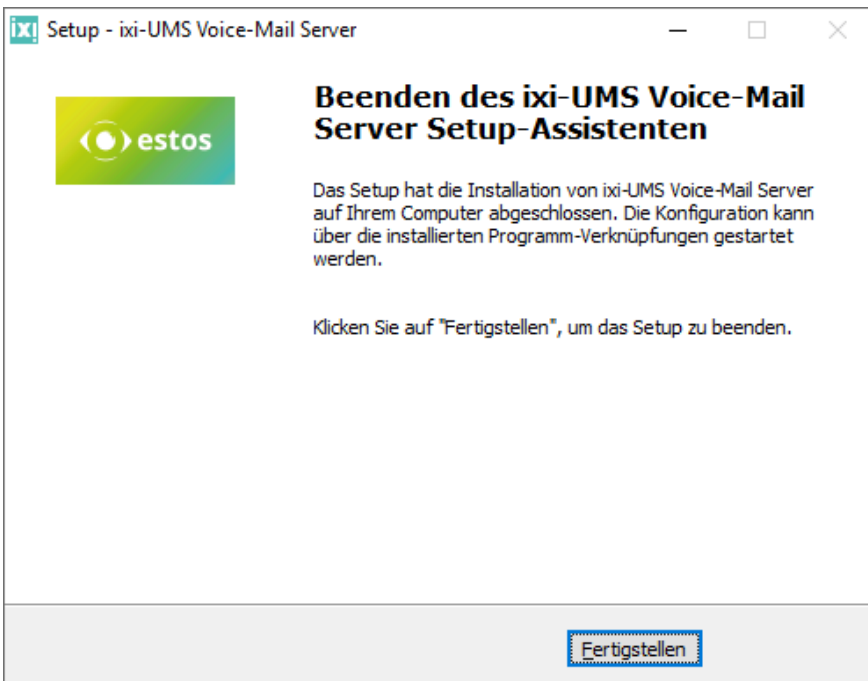 ixi Setup - ixi-UMS Voice-Mail Server
estos
Beenden des ixi-UMS Voice-Mail
Server Setup-Assistenten
Das Setup hat die Installation von ixi-UMS Voice-Mail Server
auf Ihrem Computer abgeschlossen. Die Konfiguration kann
über die installierten Programm-Verknüpfungen gestartet
werden.
Klicken Sie auf "Fertigstellen", um das Setup zu beenden.
Fertigstellen